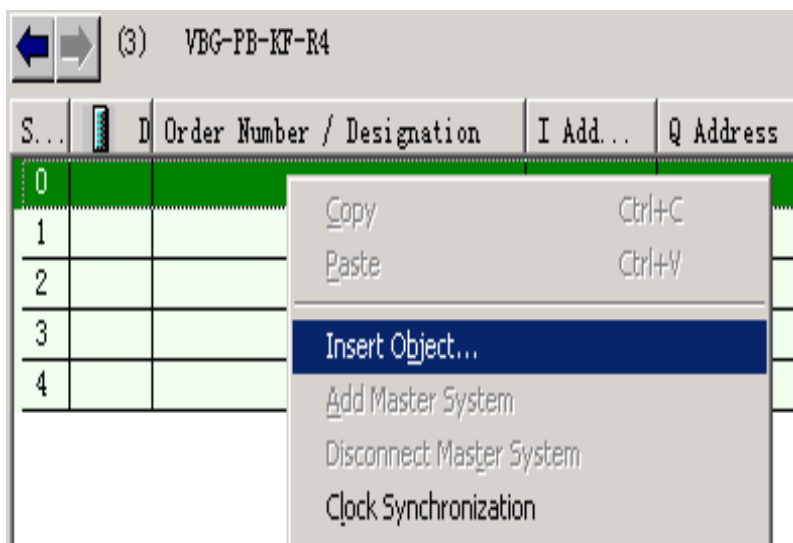 (3) VBG-PB-KF-R4
S... D Order Number / Designation I Add... Q Address
0
Copy Ctrl+C
1
Paste Ctrl+V
2
3
Insert Object...
4
Add Master System
Disconnect Master System
Clock Synchronization